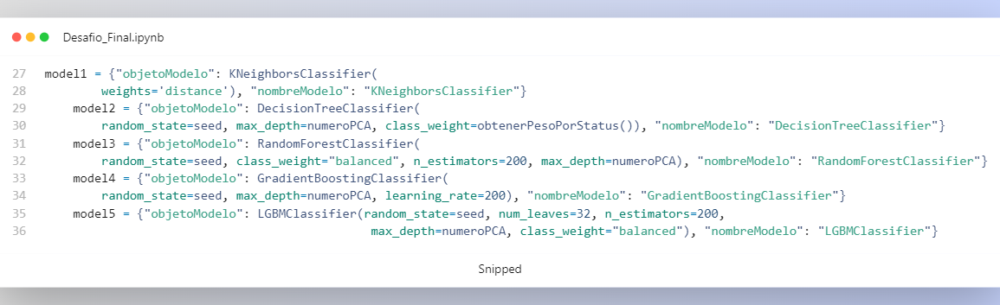 Desafio_Final.ipynb
27 model1 = {"objetoModelo": KNeighborsClassifier(
28 weights='distance'), "nombreModelo": "KNeighborsClassifier"}
29 model2 = {"objetoModelo": DecisionTreeClassifier(
30 random_state=seed, max_depth=numeroPCA, class_weight=obtenerPesoPorStatus()), "nombreModelo": "DecisionTreeClassifier"}
31 model3 = {"objetoModelo": RandomForestClassifier(
32 random_state=seed, class_weight="balanced", n_estimators=200, max_depth=numeroPCA), "nombreModelo": "RandomForestClassifier"}
33 model4 = {"objetoModelo": GradientBoostingClassifier(
34 random_state=seed, max_depth=numeroPCA, learning_rate=200), "nombreModelo": "GradientBoostingClassifier"}
35 model5 = {"objetoModelo": LGBMClassifier(random_state=seed, num_leaves=32, n_estimators=200,
36 max_depth=numeroPCA, class_weight="balanced"), "nombreModelo": "LGBMClassifier"}
Snipped